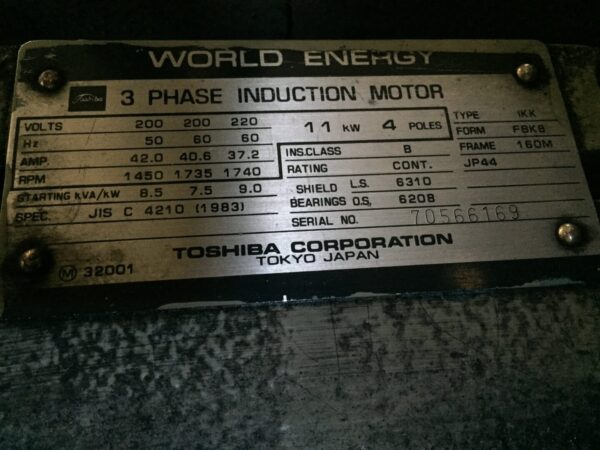 WORLD ENERGY
Toshiba 3 PHASE INDUCTION MOTOR
VOLTS 200 200 220
Hz 50 60 60
AMP. 42.0 40.6 37.2
RPM 1450 1735 1740
STARTING kVA/kW 8.5 7.5 9.0
SPEC. JIS C 4210 (1983)
11 kW 4 POLES
INS.CLASS B
RATING CONT.
SHIELD L.S. 6310
BEARINGS O.S. 6208
SERIAL NO. 70566169
TYPE IKK
FORM FBK8
FRAME 160M
JP44
TOSHIBA CORPORATION
TOKYO JAPAN
M 32001